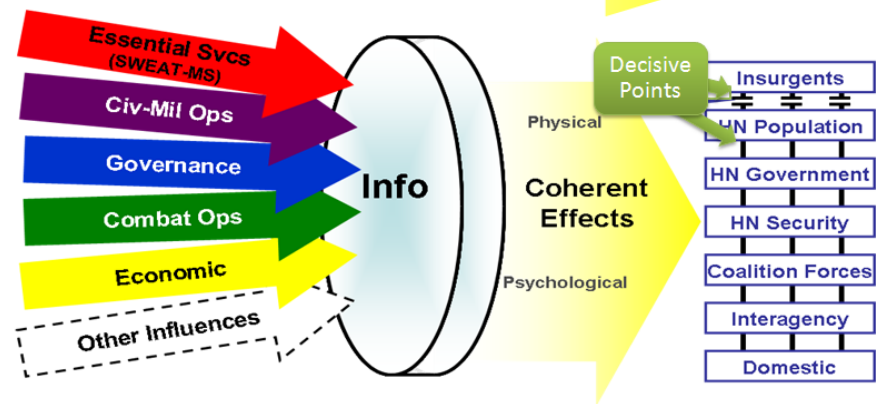 Essential Svcs
(SWEAT-MS)
Civ-Mil Ops
Governance
Combat Ops
Economic
Other Influences
Info
Physical
Coherent
Effects
Psychological
Decisive
Points
Insurgents
HN Population
HN Government
HN Security
Coalition Forces
Interagency
Domestic